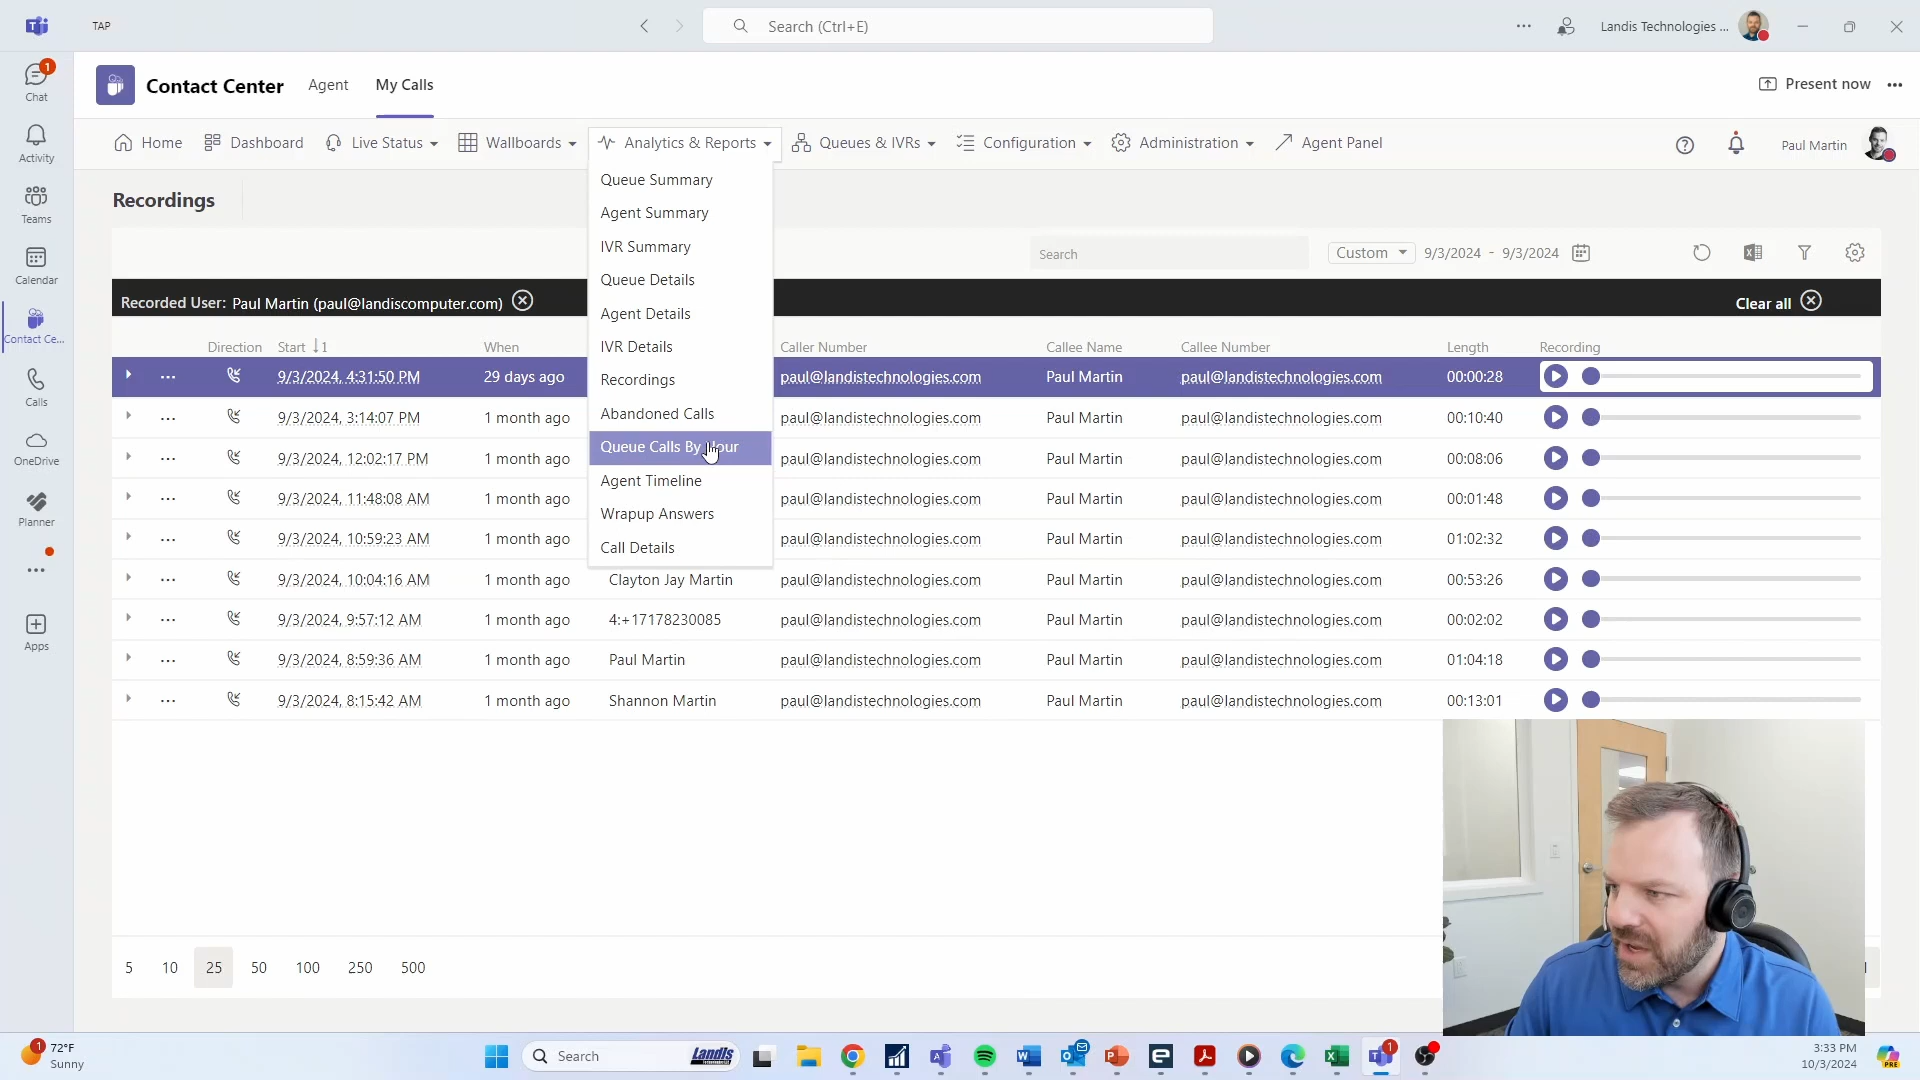 TAP
Search (Ctrl+E)
Landis Technologies ...
1
Chat
Activity
Teams
Calendar
Contact Ce...
Calls
OneDrive
Planner
Apps
Contact Center
Agent
My Calls
Present now
Home
Dashboard
Live Status
Wallboards
Analytics & Reports
Queues & IVRs
Configuration
Administration
Agent Panel
Paul Martin
Queue Summary
Agent Summary
IVR Summary
Queue Details
Agent Details
IVR Details
Recordings
Abandoned Calls
Queue Calls By Hour
Agent Timeline
Wrapup Answers
Call Details
Recordings
Search
Custom
9/3/2024 - 9/3/2024
Recorded User: Paul Martin (paul@landiscomputer.com)
Clear all
Direction Start 1 When Caller Number Callee Name Callee Number Length Recording
9/3/2024, 4:31:50 PM 29 days ago paul@landistechnologies.com Paul Martin paul@landistechnologies.com 00:00:28
9/3/2024, 3:14:07 PM 1 month ago paul@landistechnologies.com Paul Martin paul@landistechnologies.com 00:10:40
9/3/2024, 12:02:17 PM 1 month ago paul@landistechnologies.com Paul Martin paul@landistechnologies.com 00:08:06
9/3/2024, 11:48:08 AM 1 month ago paul@landistechnologies.com Paul Martin paul@landistechnologies.com 00:01:48
9/3/2024, 10:59:23 AM 1 month ago paul@landistechnologies.com Paul Martin paul@landistechnologies.com 01:02:32
9/3/2024, 10:04:16 AM 1 month ago Clayton Jay Martin paul@landistechnologies.com Paul Martin paul@landistechnologies.com 00:53:26
9/3/2024, 9:57:12 AM 1 month ago 4:+17178230085 paul@landistechnologies.com Paul Martin paul@landistechnologies.com 00:02:02
9/3/2024, 8:59:36 AM 1 month ago Paul Martin paul@landistechnologies.com Paul Martin paul@landistechnologies.com 01:04:18
9/3/2024, 8:15:42 AM 1 month ago Shannon Martin paul@landistechnologies.com Paul Martin paul@landistechnologies.com 00:13:01
5 10 25 50 100 250 500
1
72°F
Sunny
Search
Landis
1
3:33 PM
10/3/2024
PRE